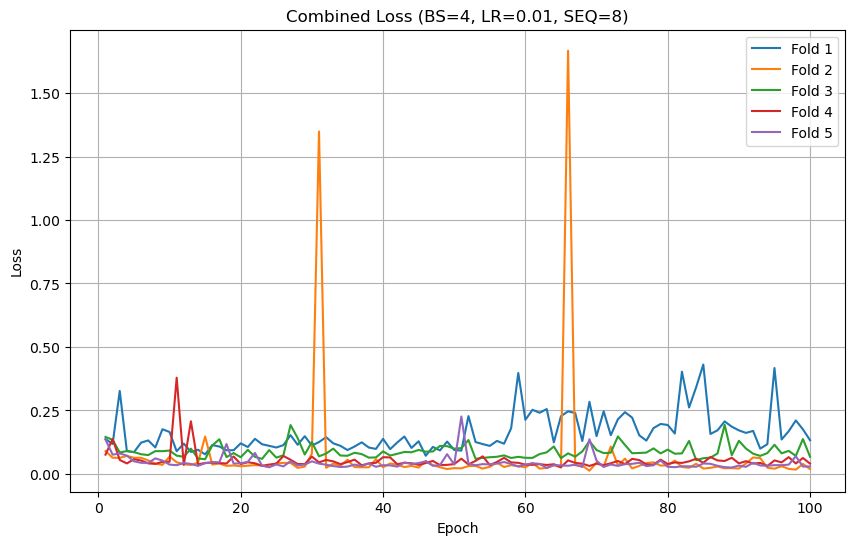 Combined Loss (BS=4, LR=0.01, SEQ=8)
Fold 1
Fold 2
Fold 3
Fold 4
Fold 5
Loss
1.50
1.25
1.00
0.75
0.50
0.25
0.00
0
20
40
60
80
100
Epoch